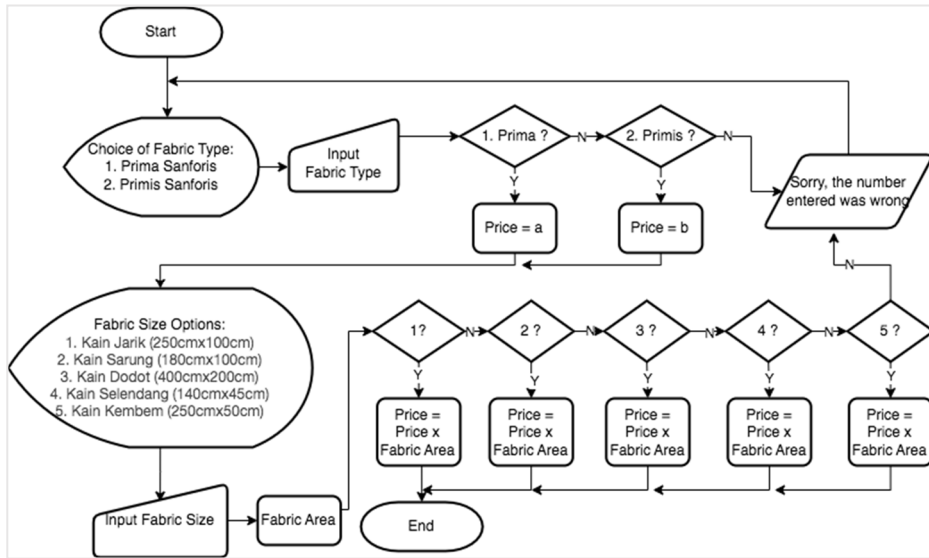 Start
Choice of Fabric Type:
1. Prima Sanforis
2. Primis Sanforis
Input
Fabric Type
1. Prima ?
N
2. Primis ?
N
Y
Y
Price = a
Price = b
Sorry, the number
entered was wrong
N
Fabric Size Options:
1. Kain Jarik (250cmx100cm)
2. Kain Sarung (180cmx100cm)
3. Kain Dodot (400cmx200cm)
4. Kain Selendang (140cmx45cm)
5. Kain Kembem (250cmx50cm)
Input Fabric Size
Fabric Area
1?
N
2 ?
N
3 ?
N
4 ?
N
5 ?
Y
Y
Y
Y
Y
Price =
Price x
Fabric Area
Price =
Price x
Fabric Area
Price =
Price x
Fabric Area
Price =
Price x
Fabric Area
Price =
Price x
Fabric Area
End